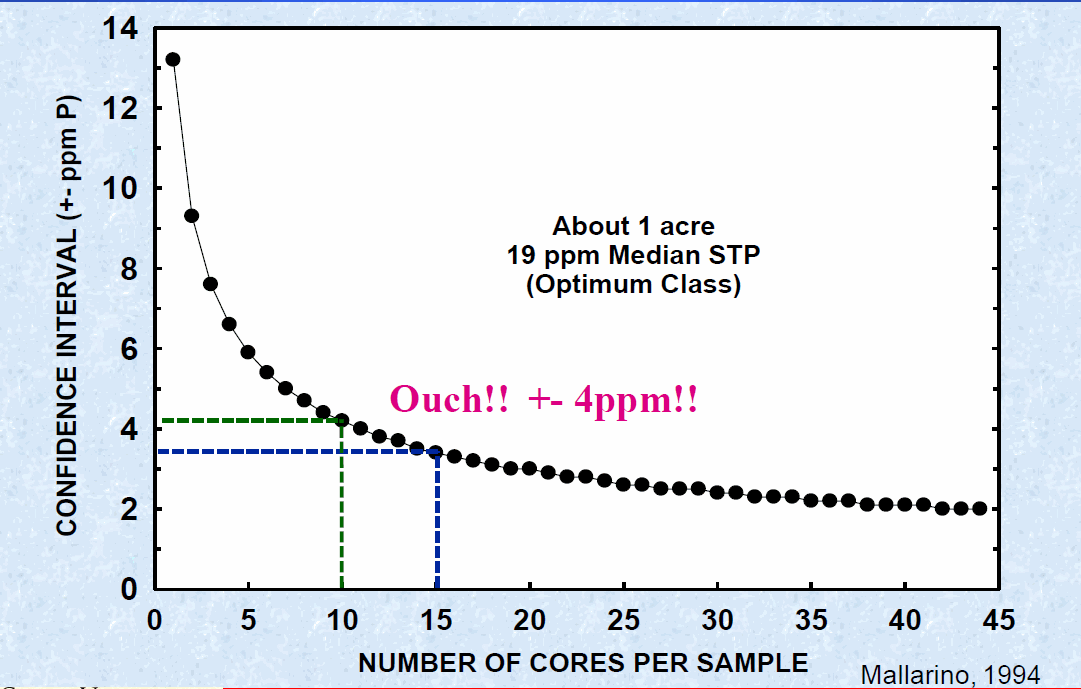 14
12
10
8
6
4
2
0
CONFIDENCE INTERVAL (+- ppm P)
About 1 acre
19 ppm Median STP
(Optimum Class)
Ouch!! +- 4ppm!!
0 5 10 15 20 25 30 35 40 45
NUMBER OF CORES PER SAMPLE
Mallarino, 1994